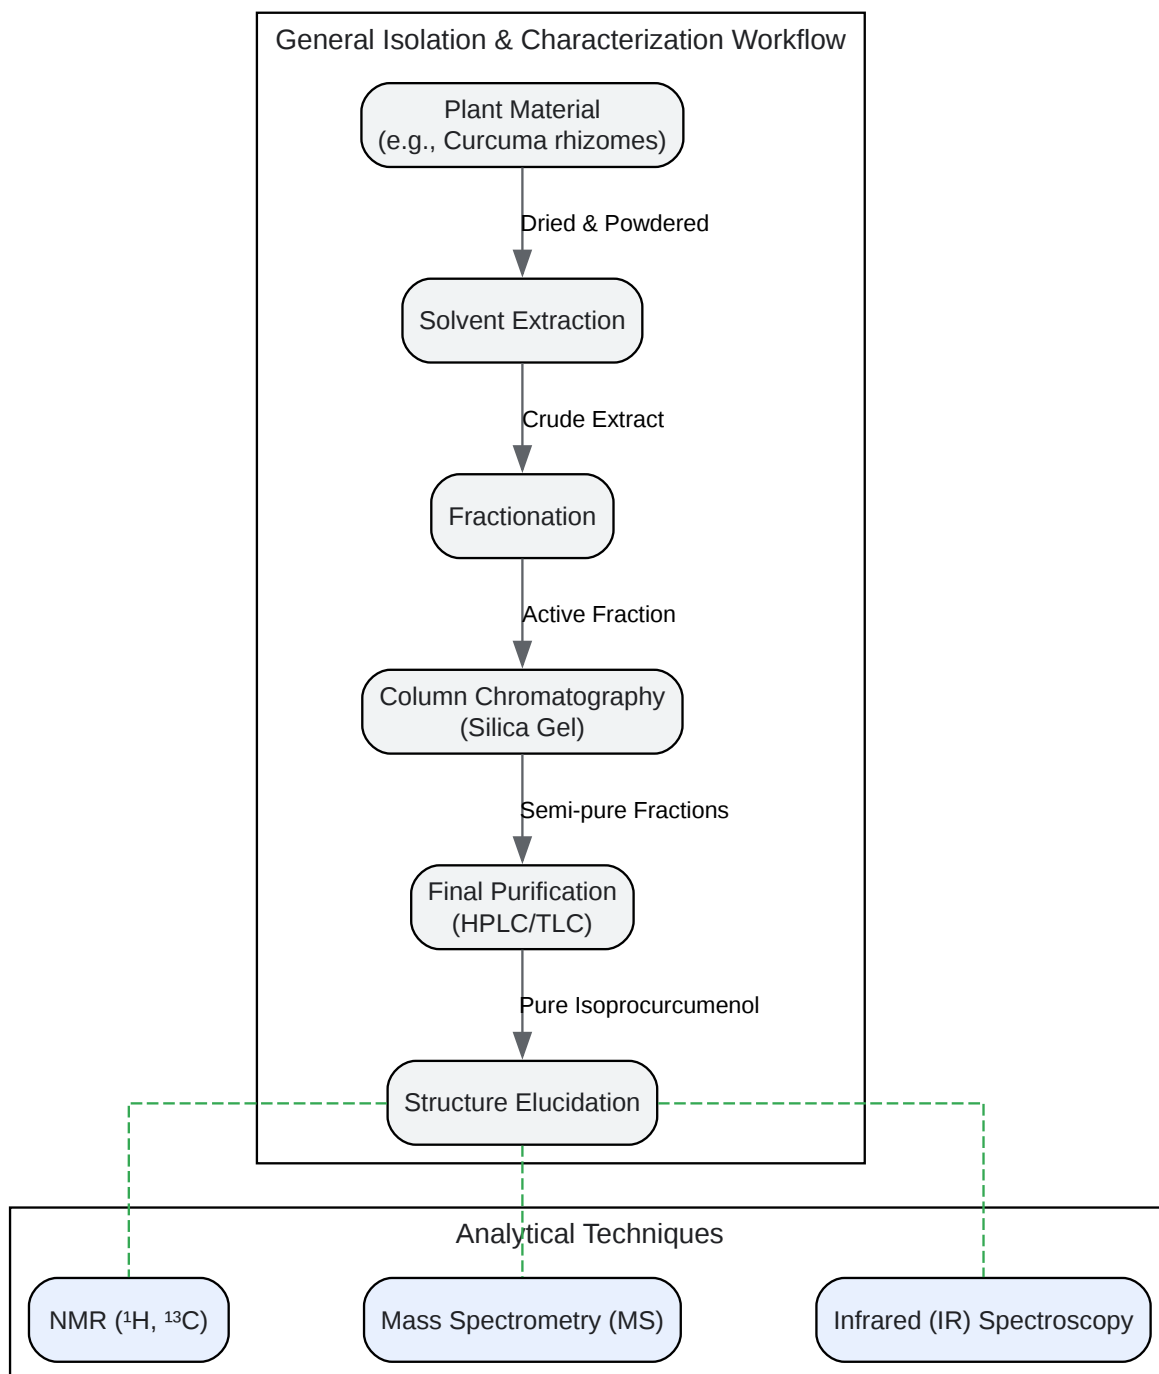 General Isolation & Characterization Workflow
Plant Material
(e.g., Curcuma rhizomes)
Dried & Powdered
Solvent Extraction
Crude Extract
Fractionation
Active Fraction
Column Chromatography
(Silica Gel)
Semi-pure Fractions
Final Purification
(HPLC/TLC)
Pure Isoprocurcumenol
Structure Elucidation
Analytical Techniques
NMR (¹H, ¹³C)
Mass Spectrometry (MS)
Infrared (IR) Spectroscopy